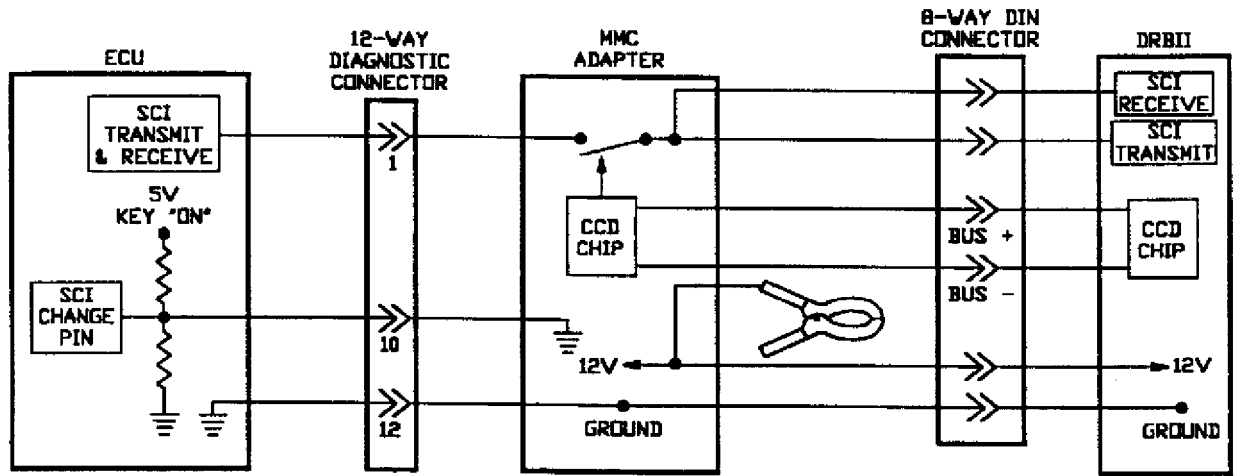 ECU
12-WAY
DIAGNOSTIC
CONNECTOR
MMC
ADAPTER
8-WAY DIN
CONNECTOR
DRBII
SCI
TRANSMIT
& RECEIVE
1
SCI
RECEIVE
SCI
TRANSMIT
5V
KEY "ON"
CCD
CHIP
BUS +
BUS -
CCD
CHIP
SCI
CHANGE
PIN
10
12V
12V
12
GROUND
GROUND